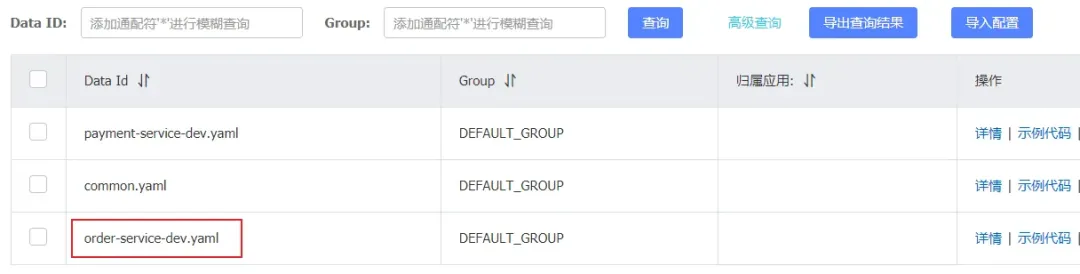 Data ID: 添加通配符'*'进行模糊查询 Group: 添加通配符'*'进行模糊查询 查询 高级查询 导出查询结果 导入配置
Data Id Group 归属应用: 操作
payment-service-dev.yaml DEFAULT_GROUP 详情 | 示例代码 |
common.yaml DEFAULT_GROUP 详情 | 示例代码 |
order-service-dev.yaml DEFAULT_GROUP 详情 | 示例代码 |